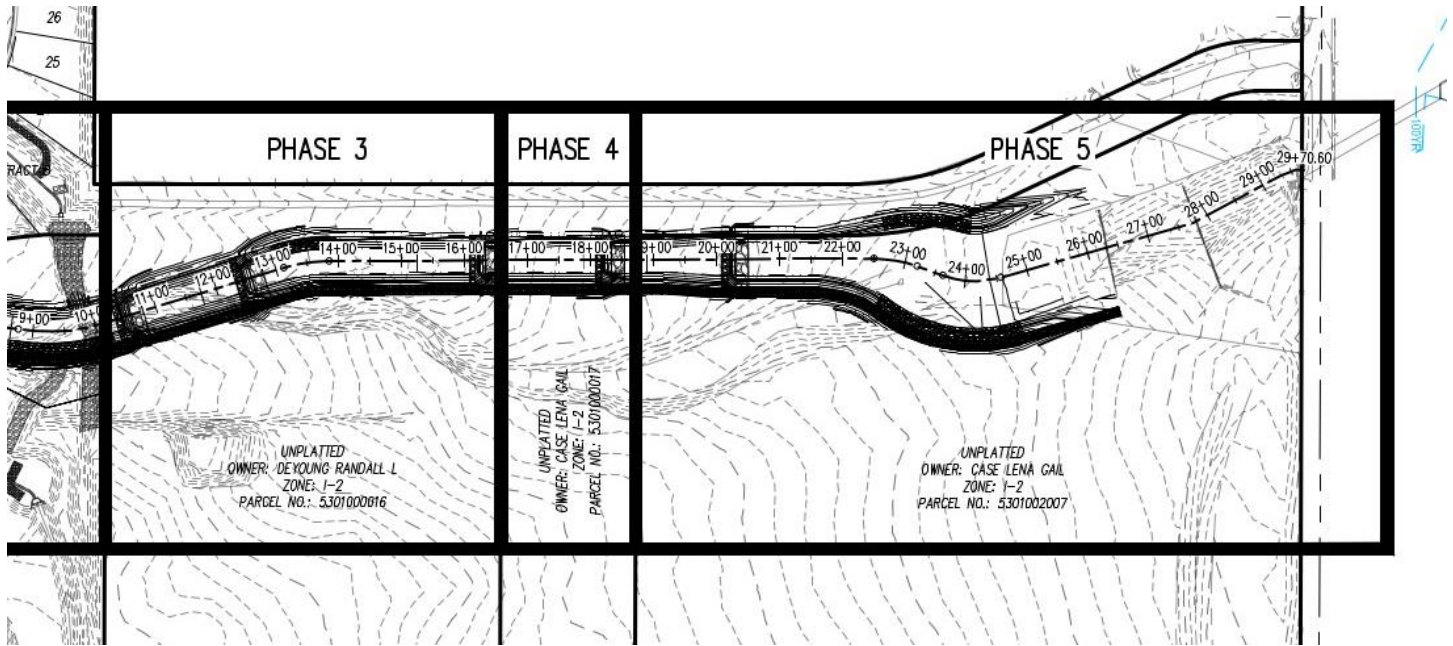 26
25
PHASE 3
PHASE 4
PHASE 5
100YR
29+70.60
9+00
11+00
12+00
13+00
14+00
15+00
16+00
17+00
18+00
9+00
20+00
21+00
22+00
23+00
24+00
25+00
26+00
27+00
28+00
29+00
UNPLATTED
OWNER: DEYOUNG RANDALL L
ZONE: I-2
PARCEL NO.: 5301000016
UNPLATTED
OWNER: CASE LENA GAIL
ZONE: I-2
PARCEL NO.: 5301000017
UNPLATTED
OWNER: CASE LENA GAIL
ZONE: I-2
PARCEL NO.: 5301002007